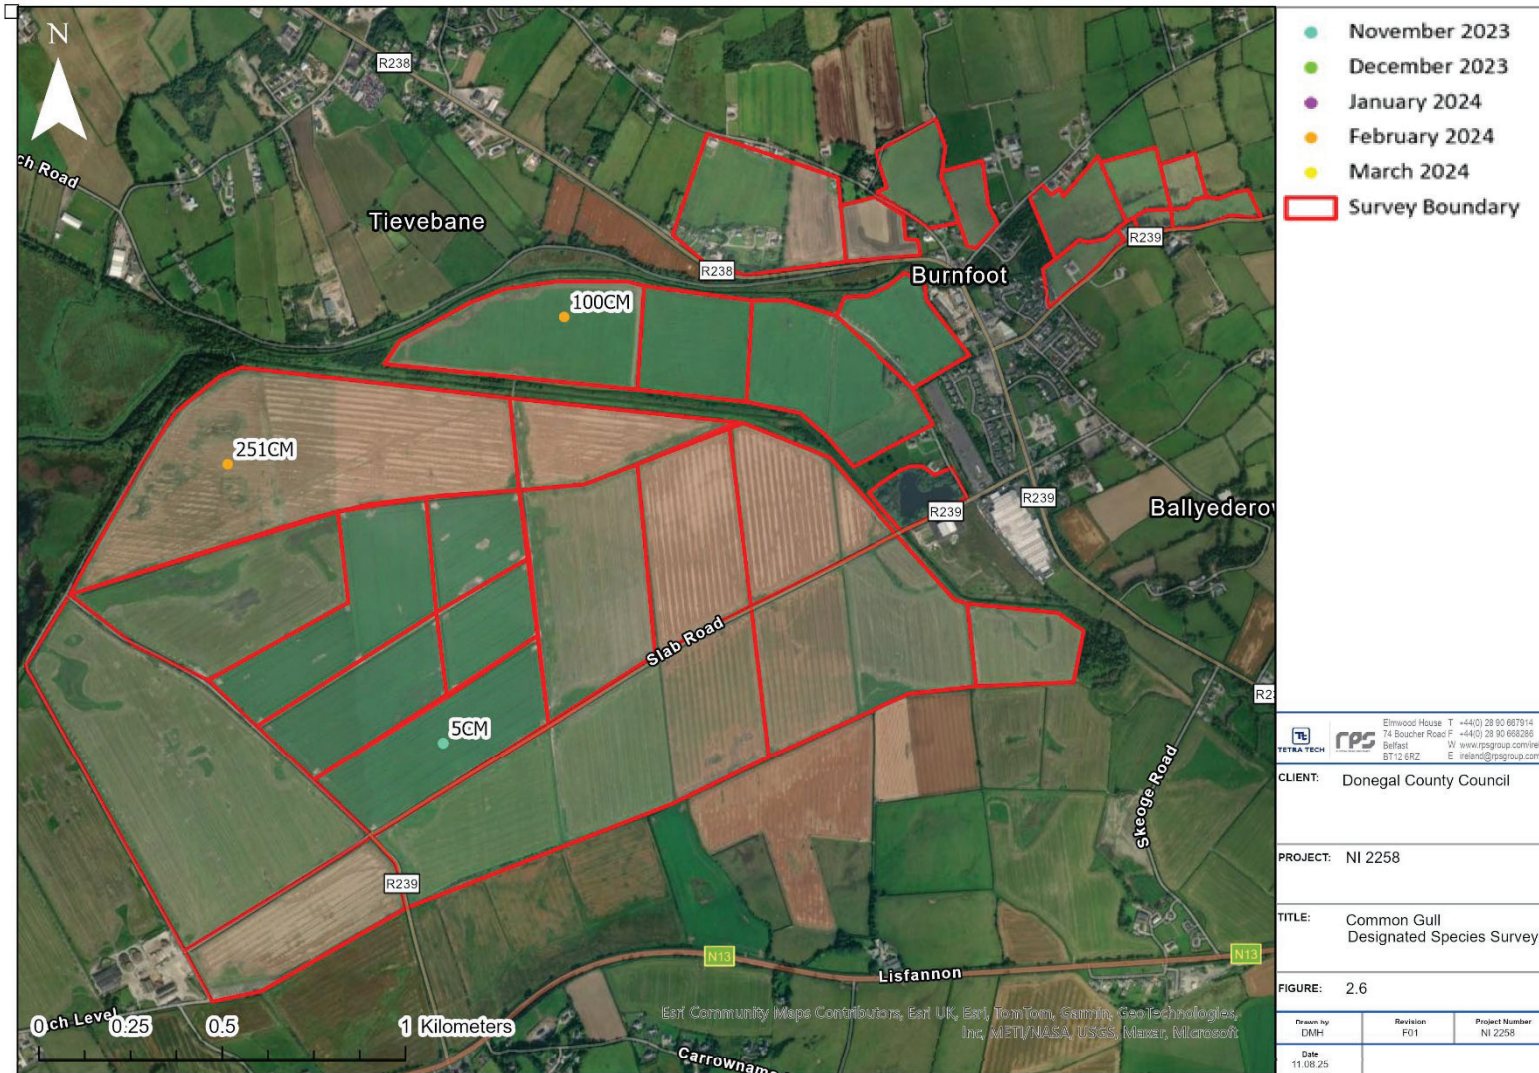 N
R238
ch Road
Tievebane
R238
R239
Burnfoot
100CM
251CM
R239
R239
Slab Road
5CM
R239
Skeoge Road
N13
N13
Lisfannon
ch Level
0 0.25 0.5 1 Kilometers
Esri Community Maps Contributors, Esri UK, Esri, TomTom, Garmin, GeoTechnologies,
Inc, METI/NASA, USGS, Maxar, Microsoft
November 2023
December 2023
January 2024
February 2024
March 2024
Survey Boundary
TETRA TECH
rps
Elmwood House T +44(0) 28 90 667914
74 Boucher Road F +44(0) 28 90 668286
Belfast W
BT12 6RZ E
CLIENT: Donegal County Council
PROJECT: NI 2258
TITLE: Common Gull
Designated Species Survey
FIGURE: 2.6
Drawn by Revision Project Number
DMH F01 NI 2258
Date
11.08.25